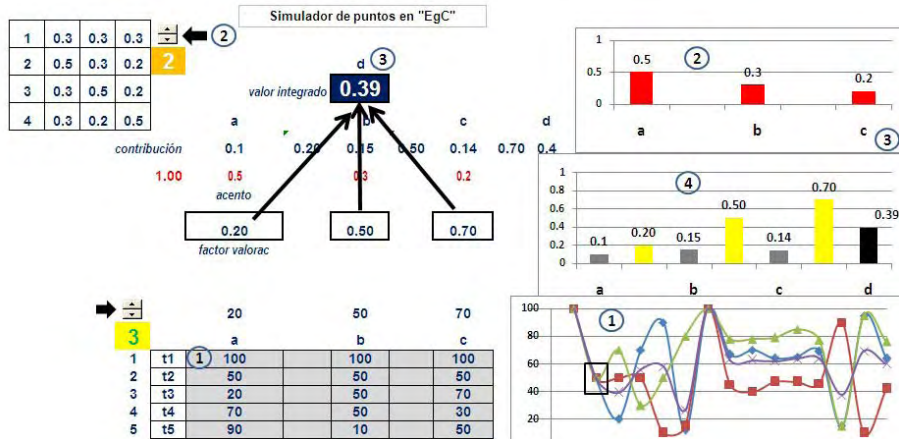 Simulador de puntos en "EgC"
1 0.3 0.3 0.3
2 0.5 0.3 0.2
3 0.3 0.5 0.2
4 0.3 0.2 0.5
2
2
d 3
valor integrado 0.39
a b c d
contribución 0.1 0.20 0.15 0.50 0.14 0.70 0.4
1.00 0.5 0.3 0.2
acento
0.20 0.50 0.70
factor valorac
20 50 70
3 a b c
1 t1 1 100 100 100
2 t2 50 50 50
3 t3 20 50 70
4 t4 70 50 30
5 t5 90 10 50
1
0.5
0
2
0.5 0.3 0.2
a b c
3
1
0.8
0.6
0.4
0.2
0
4
0.1 0.20 0.15 0.50 0.14 0.70 0.39
a b c d
100
80
60
40
20
1